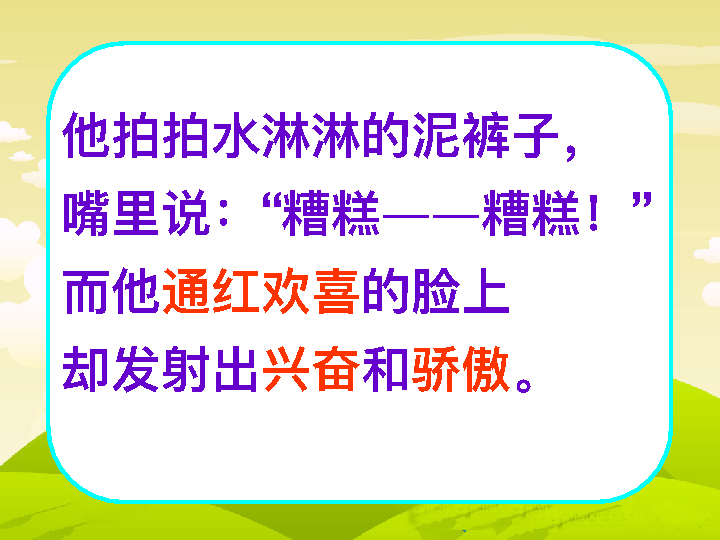 他拍拍水淋淋的泥裤子，
嘴里说：“糟糕——糟糕！”
而他通红欢喜的脸上
却发射出兴奋和骄傲。